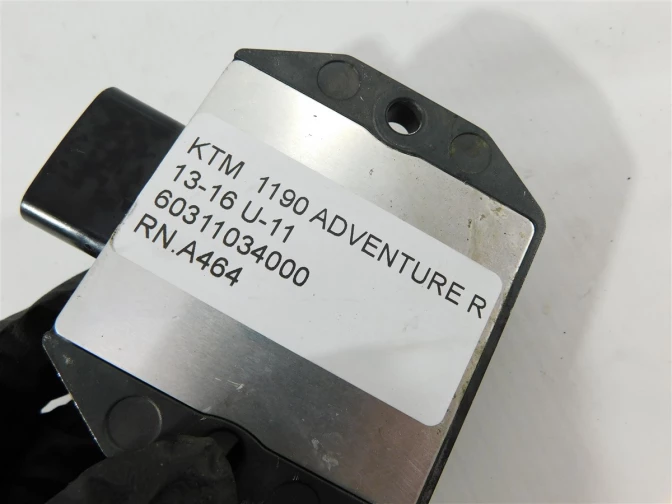 KTM 1190 ADVENTURE R
13-16 U-11
60311034000
RN.A464